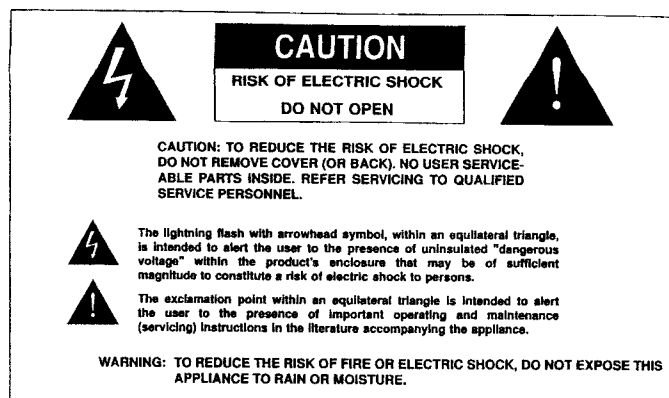 CAUTION
RISK OF ELECTRIC SHOCK
DO NOT OPEN
CAUTION: TO REDUCE THE RISK OF ELECTRIC SHOCK,
DO NOT REMOVE COVER (OR BACK). NO USER SERVICE-
ABLE PARTS INSIDE. REFER SERVICING TO QUALIFIED
SERVICE PERSONNEL.
The lightning flash with arrowhead symbol, within an equilateral triangle,
is intended to alert the user to the presence of uninsulated "dangerous
voltage" within the product's enclosure that may be of sufficient
magnitude to constitute a risk of electric shock to persons.
The exclamation point within an equilateral triangle is intended to alert
the user to the presence of important operating and maintenance
(servicing) instructions in the literature accompanying the appliance.
WARNING: TO REDUCE THE RISK OF FIRE OR ELECTRIC SHOCK, DO NOT EXPOSE THIS
APPLIANCE TO RAIN OR MOISTURE.